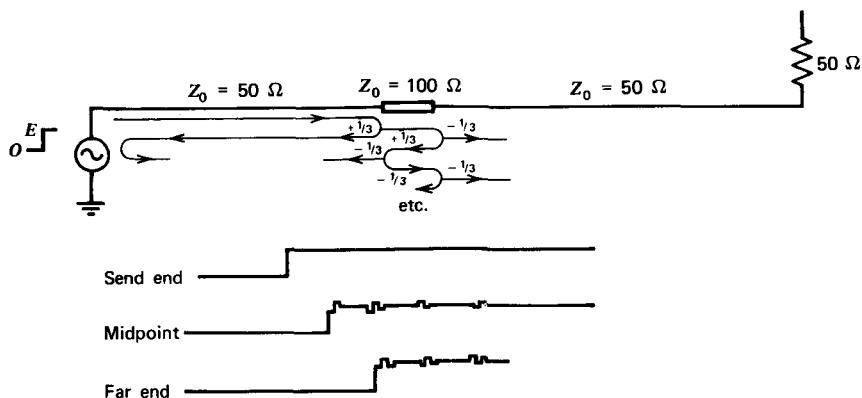 50 Ω
Z₀ = 50 Ω
Z₀ = 100 Ω
Z₀ = 50 Ω
E
O
+ 1/3
− 1/3
+ 1/3
− 1/3
− 1/3
− 1/3
etc.
Send end
Midpoint
Far end